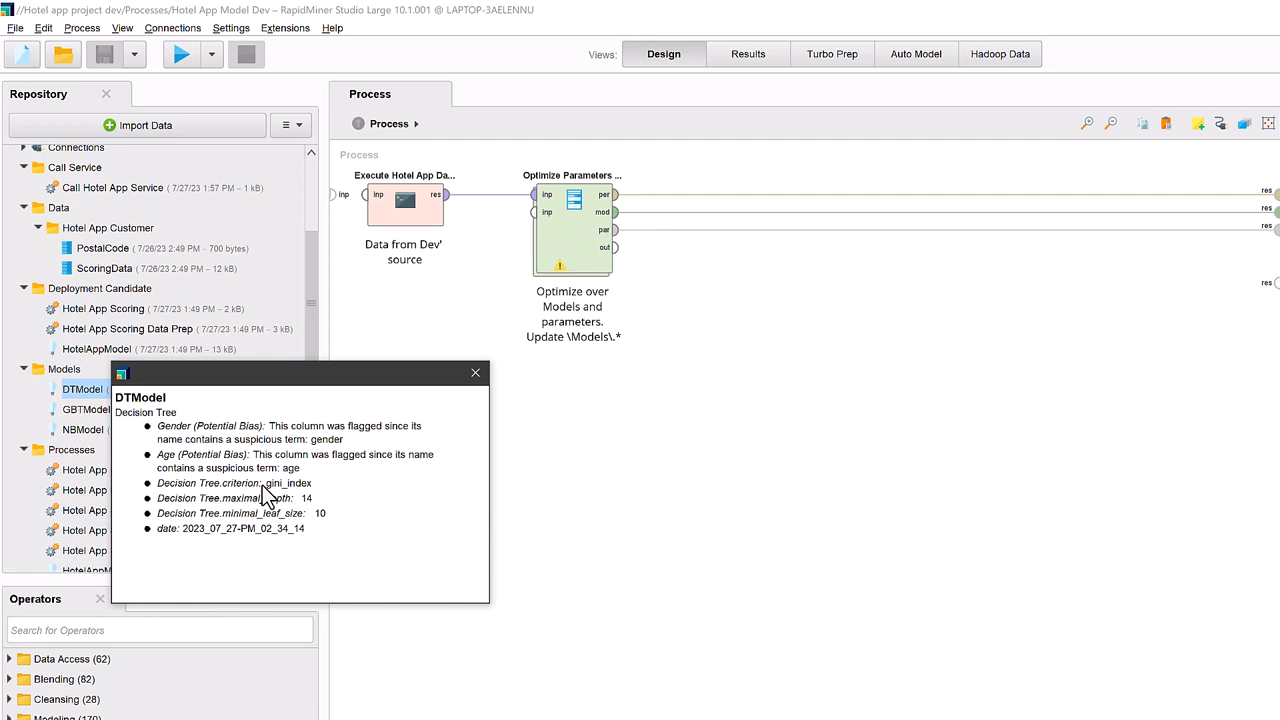 //Hotel app project dev/Processes/Hotel App Model Dev – RapidMiner Studio Large 10.1.001 @ LAPTOP-3AELENNU
File Edit Process View Connections Settings Extensions Help
Views: Design Results Turbo Prep Auto Model Hadoop Data
Repository
Import Data
Connections
Call Service
Call Hotel App Service (7/27/23 1:57 PM – 1 kB)
Data
Hotel App Customer
PostalCode (7/26/23 2:49 PM – 700 bytes)
ScoringData (7/26/23 2:49 PM – 12 kB)
Deployment Candidate
Hotel App Scoring (7/27/23 1:49 PM – 2 kB)
Hotel App Scoring Data Prep (7/27/23 1:49 PM – 3 kB)
HotelAppModel (7/27/23 1:49 PM – 13 kB)
Models
DTModel (
GBTModel
NBModel (
Processes
Hotel App
Hotel App
Hotel App
Hotel App
Hotel App
HotelAppM
Operators
Search for Operators
Data Access (62)
Blending (82)
Cleansing (28)
Modeling (170)
Process
Process
Process
Execute Hotel App Da...
inp
inp
res
Data from Dev'
source
Optimize Parameters ...
inp per
inp mod
par
out
Optimize over
Models and
parameters.
Update \Models\.*
res
res
res
res
DTModel
Decision Tree
Gender (Potential Bias): This column was flagged since its
name contains a suspicious term: gender
Age (Potential Bias): This column was flagged since its name
contains a suspicious term: age
Decision Tree.criterion: gini_index
Decision Tree.maximal_depth: 14
Decision Tree.minimal_leaf_size: 10
date: 2023_07_27-PM_02_34_14